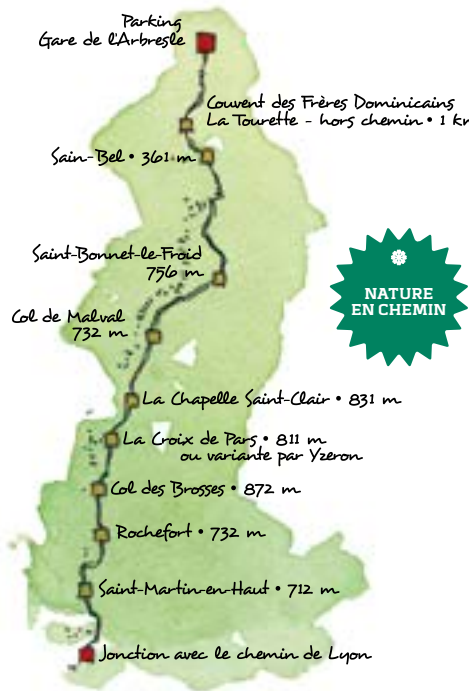 Parking
Gare de l'Arbresle
Couvent des Frères Dominicains
La Tourette - hors chemin • 1 km
Sain-Bel • 361 m
Saint-Bonnet-le-Froid
756 m
NATURE
EN CHEMIN
Col de Malval
732 m
La Chapelle Saint-Clair • 831 m
La Croix de Pars • 811 m
ou variante par Yzeron
Col des Brosses • 872 m
Rochefort • 732 m
Saint-Martin-en-Haut • 712 m
Jonction avec le chemin de Lyon